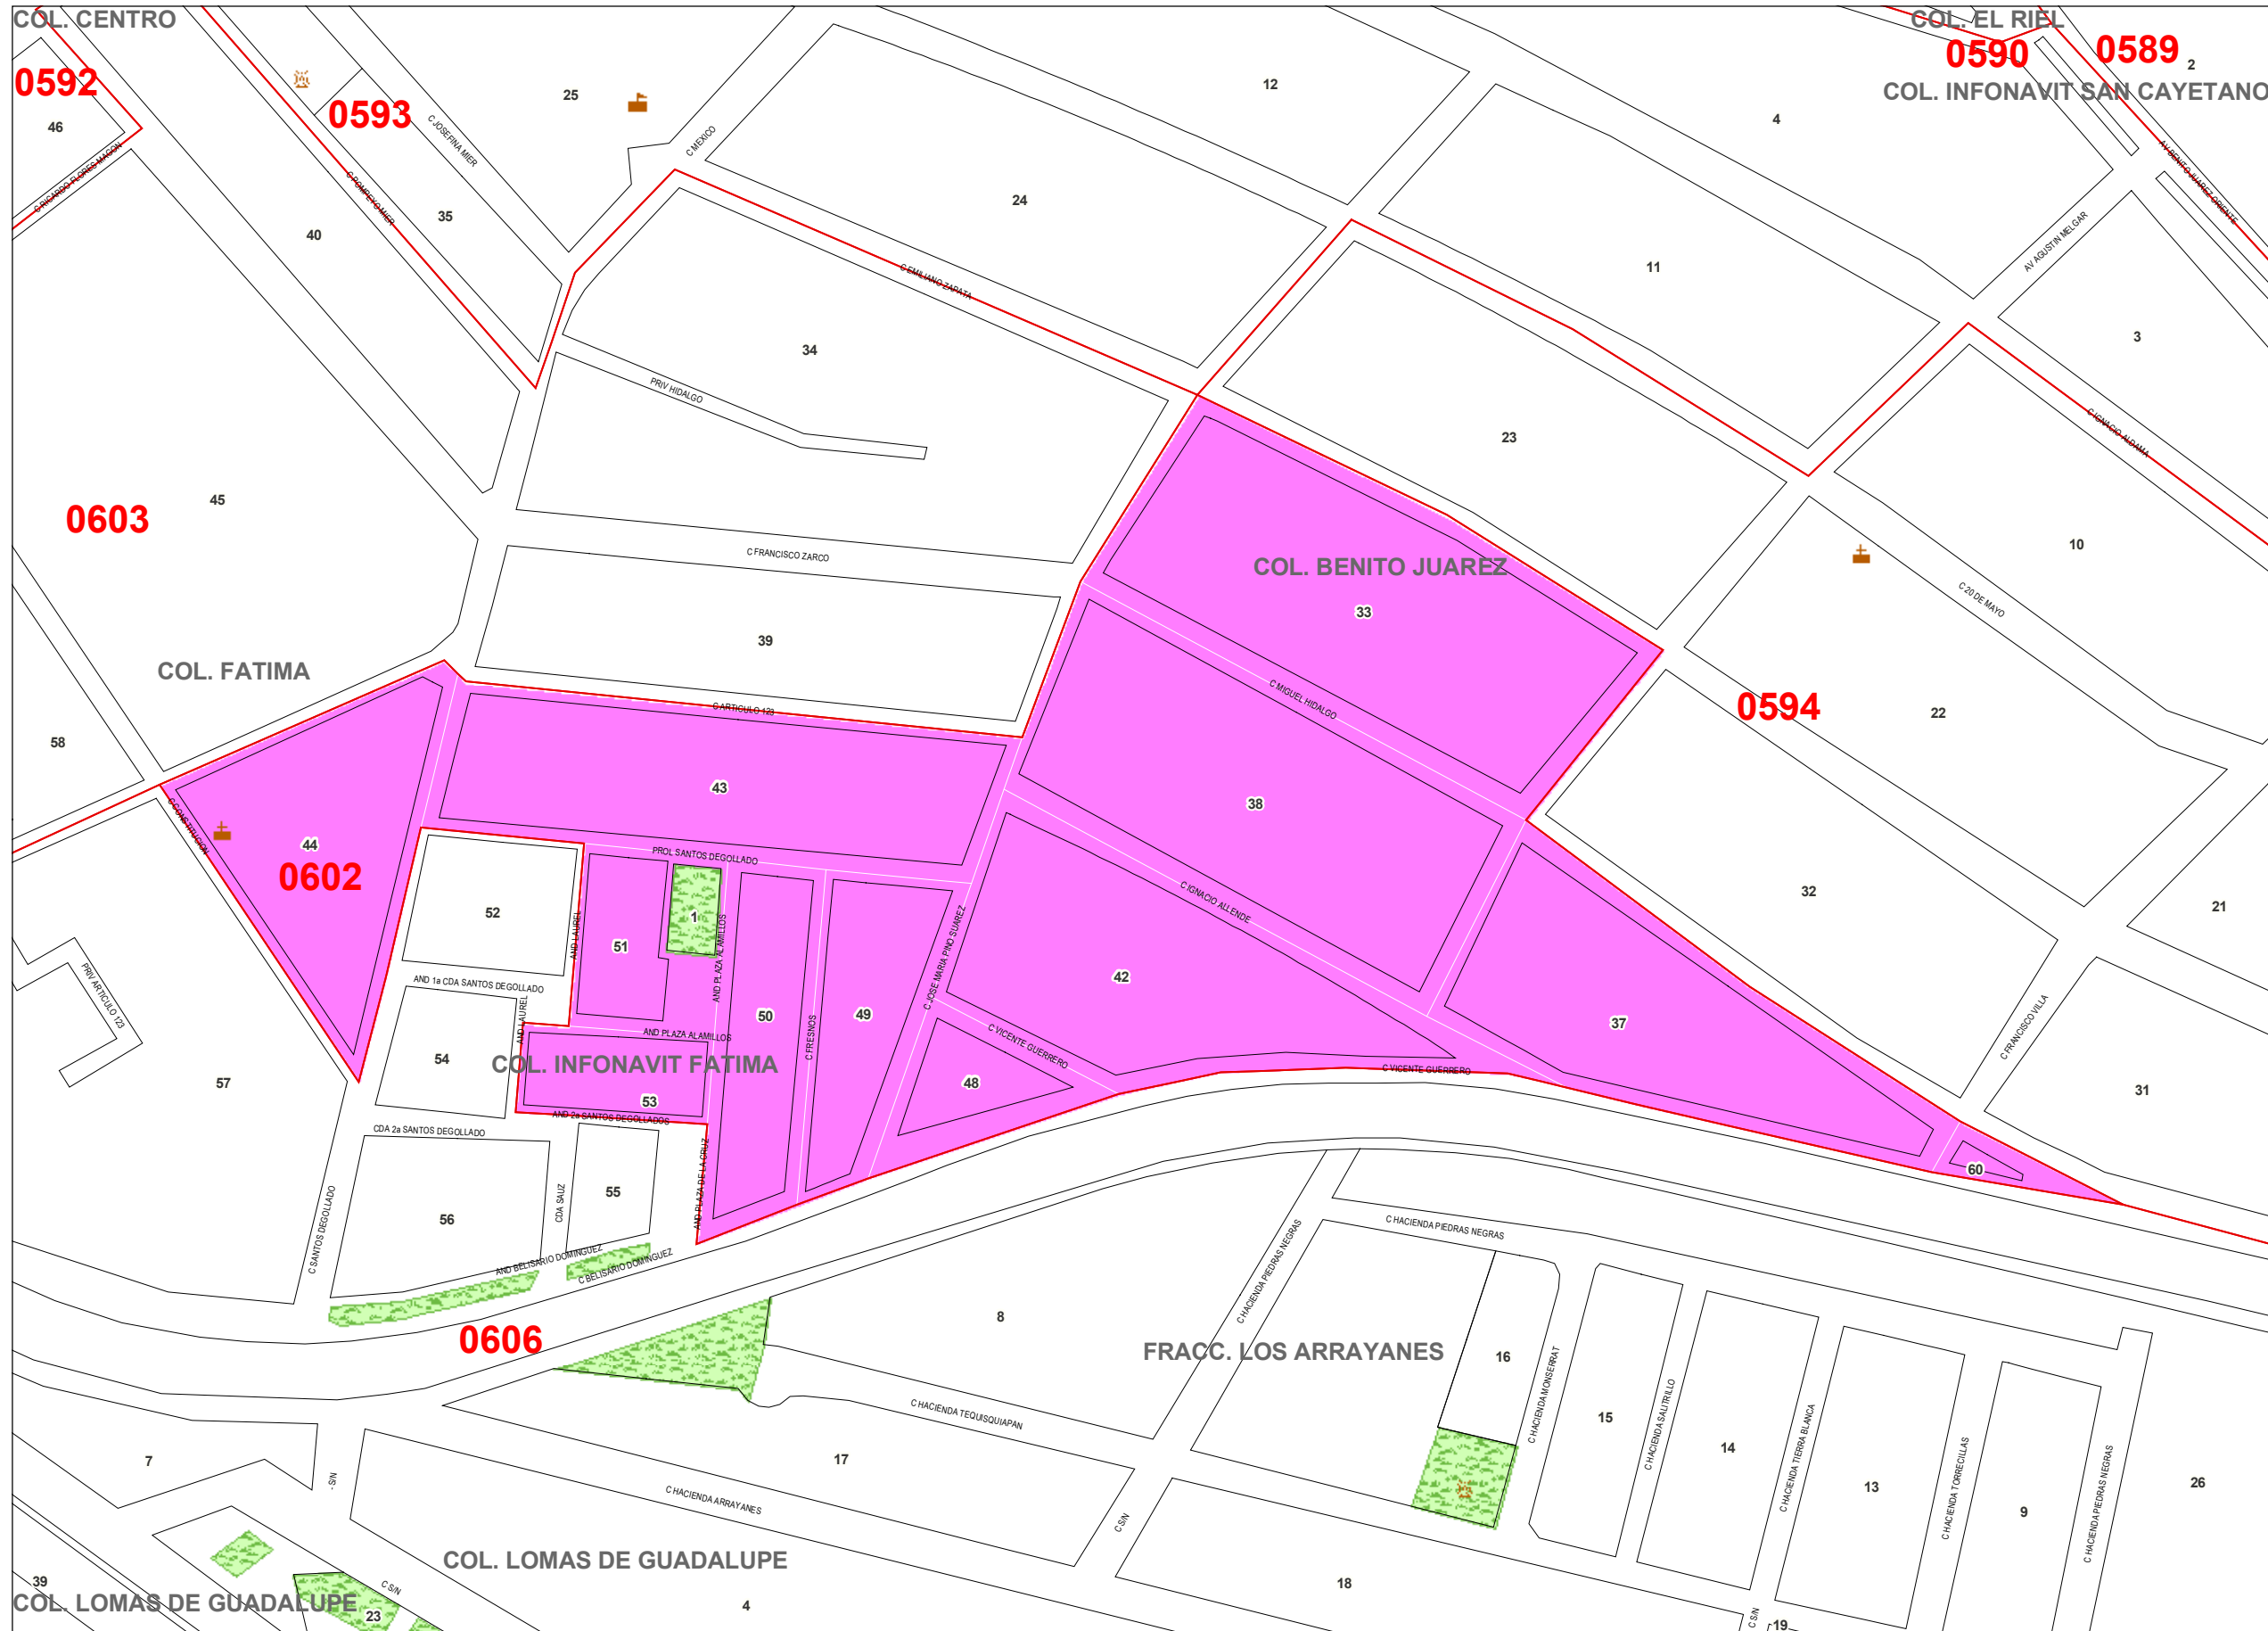 COL. CENTRO
COL. EL RIEL
0592
0590
0589
2
COL. INFONAVIT SAN CAYETANO
46
0593
25
12
4
C JOSEFINA MIER
C MEXICO
C RICARDO FLORES MAGON
C POMPEYO MIER
AV BENITO JUAREZ ORIENTE
40
35
24
11
AV AGUSTIN MELGAR
3
C EMILIANO ZAPATA
34
PRIV HIDALGO
23
C IGNACIO ALDAMA
45
0603
10
C FRANCISCO ZARCO
COL. BENITO JUAREZ
33
C 20 DE MAYO
39
COL. FATIMA
C MIGUEL HIDALGO
0594
22
C ARTICULO 123
58
43
38
C CONSTITUCION
44
0602
PROL SANTOS DEGOLLADO
52
1
51
AND LAUREL
AND PLAZA ALAMILLOS
C JOSE MARIA PINO SUAREZ
C IGNACIO ALLENDE
32
21
PRIV ARTICULO 123
AND 1a CDA SANTOS DEGOLLADO
42
AND LAUREL
50
49
C FRESNOS
37
C FRANCISCO VILLA
AND PLAZA ALAMILLOS
C VICENTE GUERRERO
54
COL. INFONAVIT FATIMA
C VICENTE GUERRERO
57
48
53
31
AND 2a SANTOS DEGOLLADOS
CDA 2a SANTOS DEGOLLADO
AND PLAZA DE LA CRUZ
60
55
CDA SAUZ
56
C SANTOS DEGOLLADO
C HACIENDA PIEDRAS NEGRAS
C HACIENDA PIEDRAS NEGRAS
AND BELISARIO DOMINGUEZ
C BELISARIO DOMINGUEZ
0606
8
FRACC. LOS ARRAYANES
16
C HACIENDA MONSERRAT
15
C HACIENDA SALITRILLO
14
C HACIENDA TIERRA BLANCA
C HACIENDA TEQUISQUIAPAN
7
- S/N
17
13
C HACIENDA TORRECILLAS
9
C HACIENDA PIEDRAS NEGRAS
26
C HACIENDA ARRAYANES
C S/N
COL. LOMAS DE GUADALUPE
39
C S/N
18
COL. LOMAS DE GUADALUPE
23
4
C S/N
19